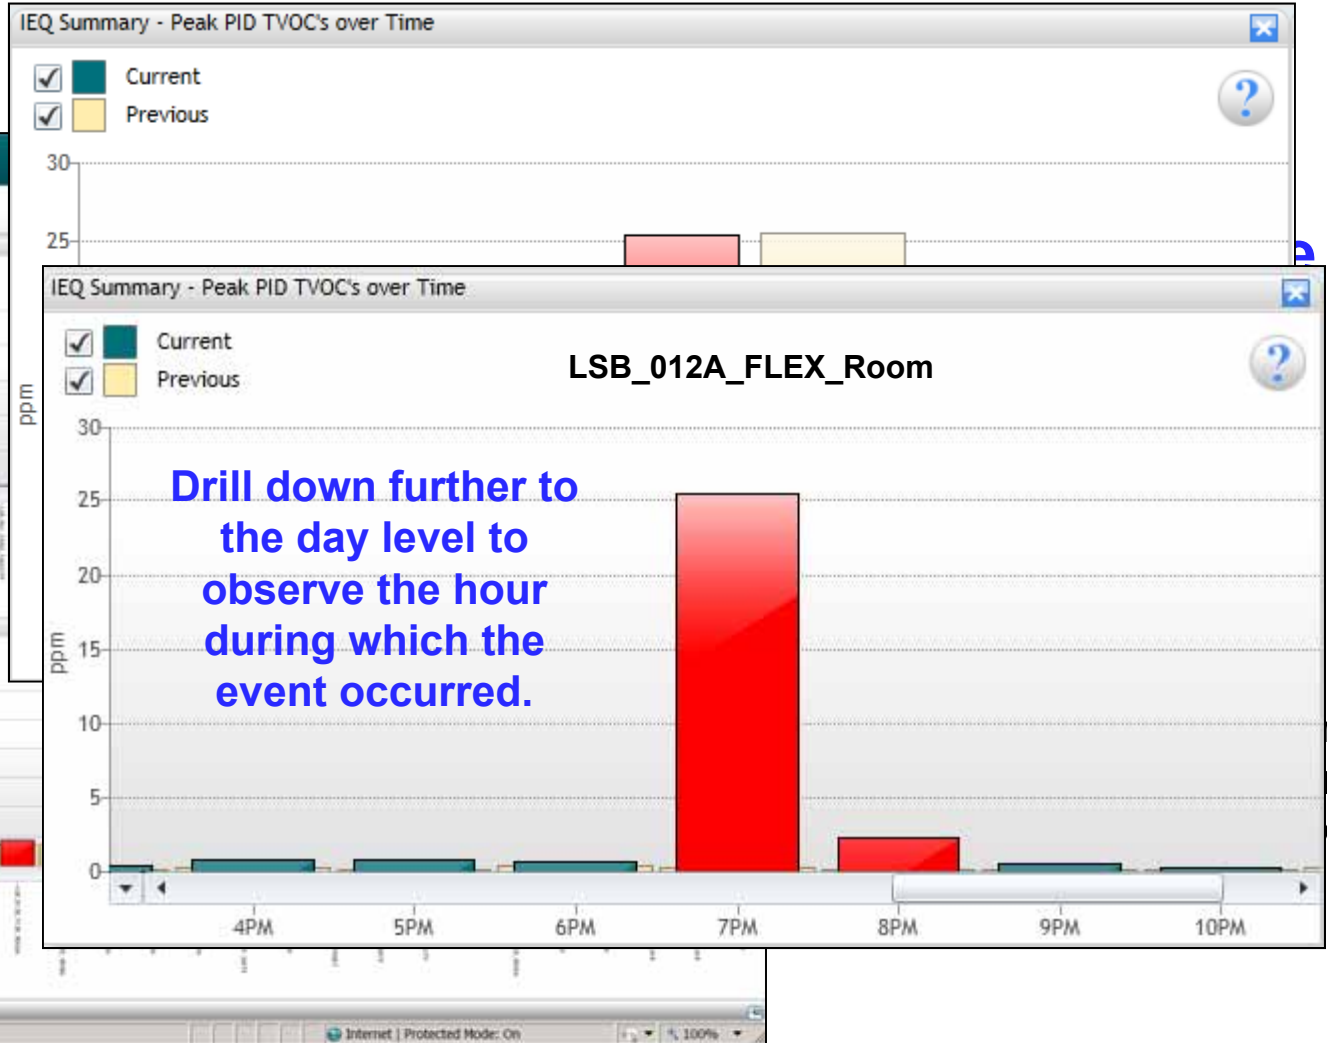 IEQ Summary - Peak PID TVOC's over Time
Current
Previous
30
25
ppm
e
IEQ Summary - Peak PID TVOC's over Time
Current
Previous
LSB_012A_FLEX_Room
30
25
20
15
10
5
0
ppm
Drill down further to
the day level to
observe the hour
during which the
event occurred.
4PM
5PM
6PM
7PM
8PM
9PM
10PM
Internet | Protected Mode: On
100%